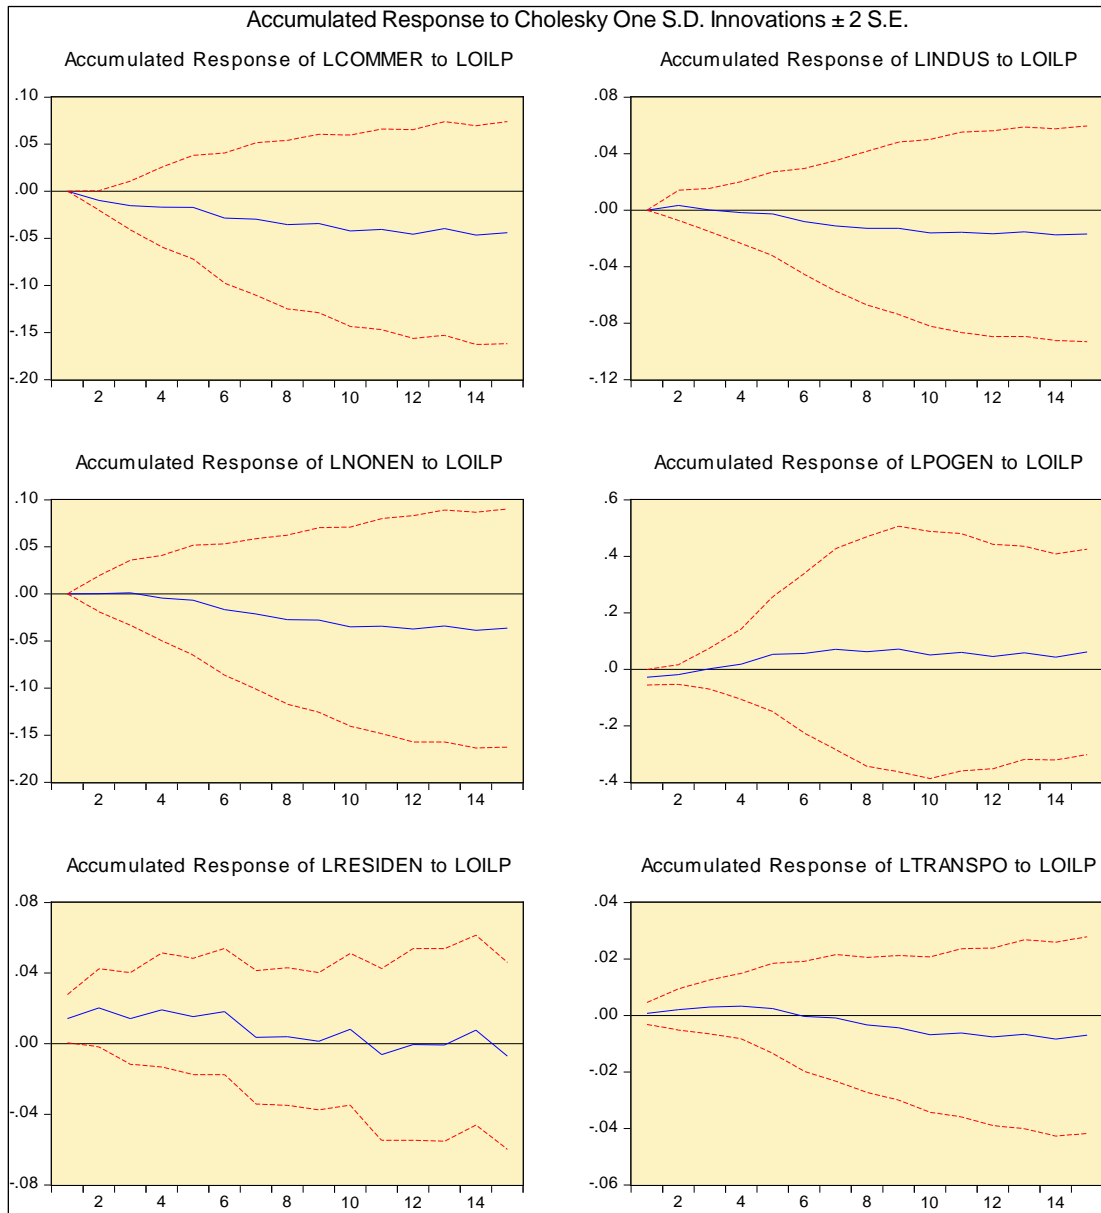 Accumulated Response to Cholesky One S.D. Innovations ± 2 S.E.
Accumulated Response of LCOMMER to LOILP
.10
.05
.00
-.05
-.10
-.15
-.20
2 4 6 8 10 12 14
Accumulated Response of LINDUS to LOILP
.08
.04
.00
-.04
-.08
-.12
2 4 6 8 10 12 14
Accumulated Response of LNONEN to LOILP
.10
.05
.00
-.05
-.10
-.15
-.20
2 4 6 8 10 12 14
Accumulated Response of LPOGEN to LOILP
.6
.4
.2
.0
-.2
-.4
2 4 6 8 10 12 14
Accumulated Response of LRESIDEN to LOILP
.08
.04
.00
-.04
-.08
2 4 6 8 10 12 14
Accumulated Response of LTRANSPO to LOILP
.04
.02
.00
-.02
-.04
-.06
2 4 6 8 10 12 14